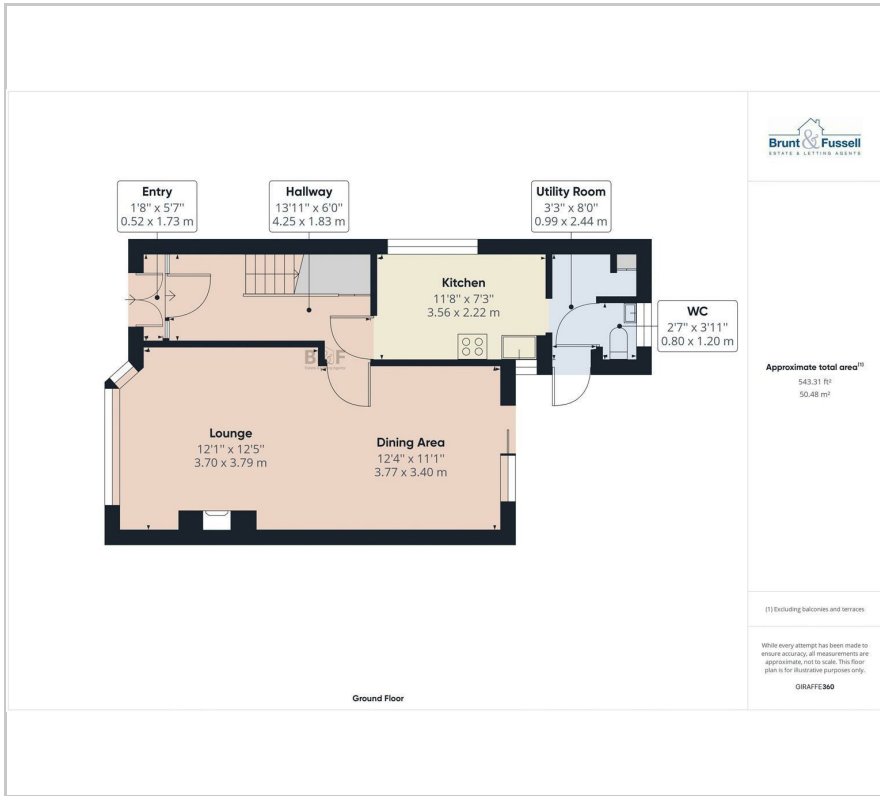 Entry
1'8" x 5'7"
0.52 x 1.73 m
Hallway
13'11" x 6'0"
4.25 x 1.83 m
Utility Room
3'3" x 8'0"
0.99 x 2.44 m
Kitchen
11'8" x 7'3"
3.56 x 2.22 m
WC
2'7" x 3'11"
0.80 x 1.20 m
B&F
Lounge
12'1" x 12'5"
3.70 x 3.79 m
Dining Area
12'4" x 11'1"
3.77 x 3.40 m
Ground Floor
Brunt & Fussell
ESTATE & LETTING AGENTS
Approximate total area(1)
543.31 ft²
50.48 m²
(1) Excluding balconies and terraces
While every attempt has been made to
ensure accuracy, all measurements are
approximate, not to scale. This floor
plan is for illustrative purposes only.
GIRAFFE360